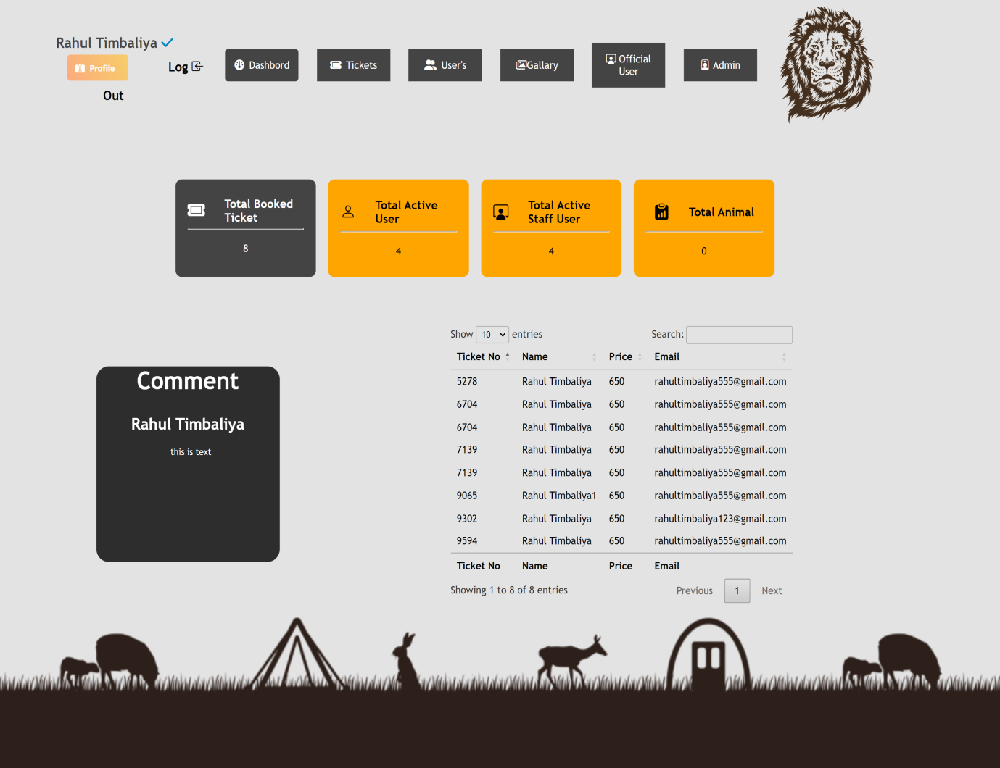 Rahul Timbaliya
Profile
Log
Out
Dashbord
Tickets
User's
Gallary
Official
User
Admin
Total Booked
Ticket
8
Total Active
User
4
Total Active
Staff User
4
Total Animal
0
Comment
Rahul Timbaliya
this is text
Show 10 entries Search:
Ticket No Name Price Email
5278 Rahul Timbaliya 650 rahultimbaliya555@gmail.com
6704 Rahul Timbaliya 650 rahultimbaliya555@gmail.com
6704 Rahul Timbaliya 650 rahultimbaliya555@gmail.com
7139 Rahul Timbaliya 650 rahultimbaliya555@gmail.com
7139 Rahul Timbaliya 650 rahultimbaliya555@gmail.com
9065 Rahul Timbaliya1 650 rahultimbaliya555@gmail.com
9302 Rahul Timbaliya 650 rahultimbaliya123@gmail.com
9594 Rahul Timbaliya 650 rahultimbaliya555@gmail.com
Ticket No Name Price Email
Showing 1 to 8 of 8 entries Previous 1 Next